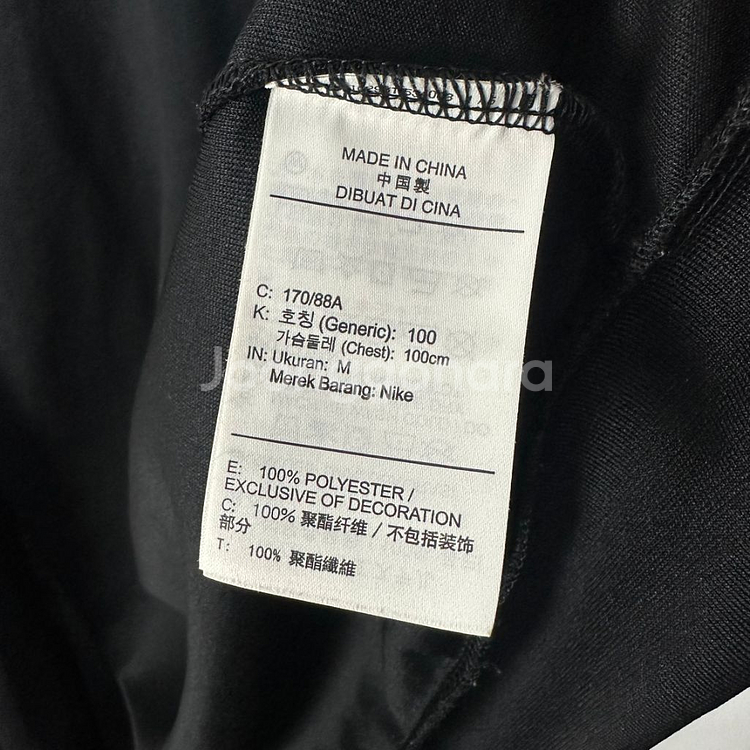 MADE IN CHINA
中国製
DIBUAT DI CINA
C: 170/88A
K: 호칭 (Generic): 100
가슴둘레 (Chest): 100cm
IN: Ukuran: M
Merek Barang: Nike
E: 100% POLYESTER /
EXCLUSIVE OF DECORATION
C: 100% 聚酯纤维 / 不包括装饰
部分
T: 100% 聚酯纖維